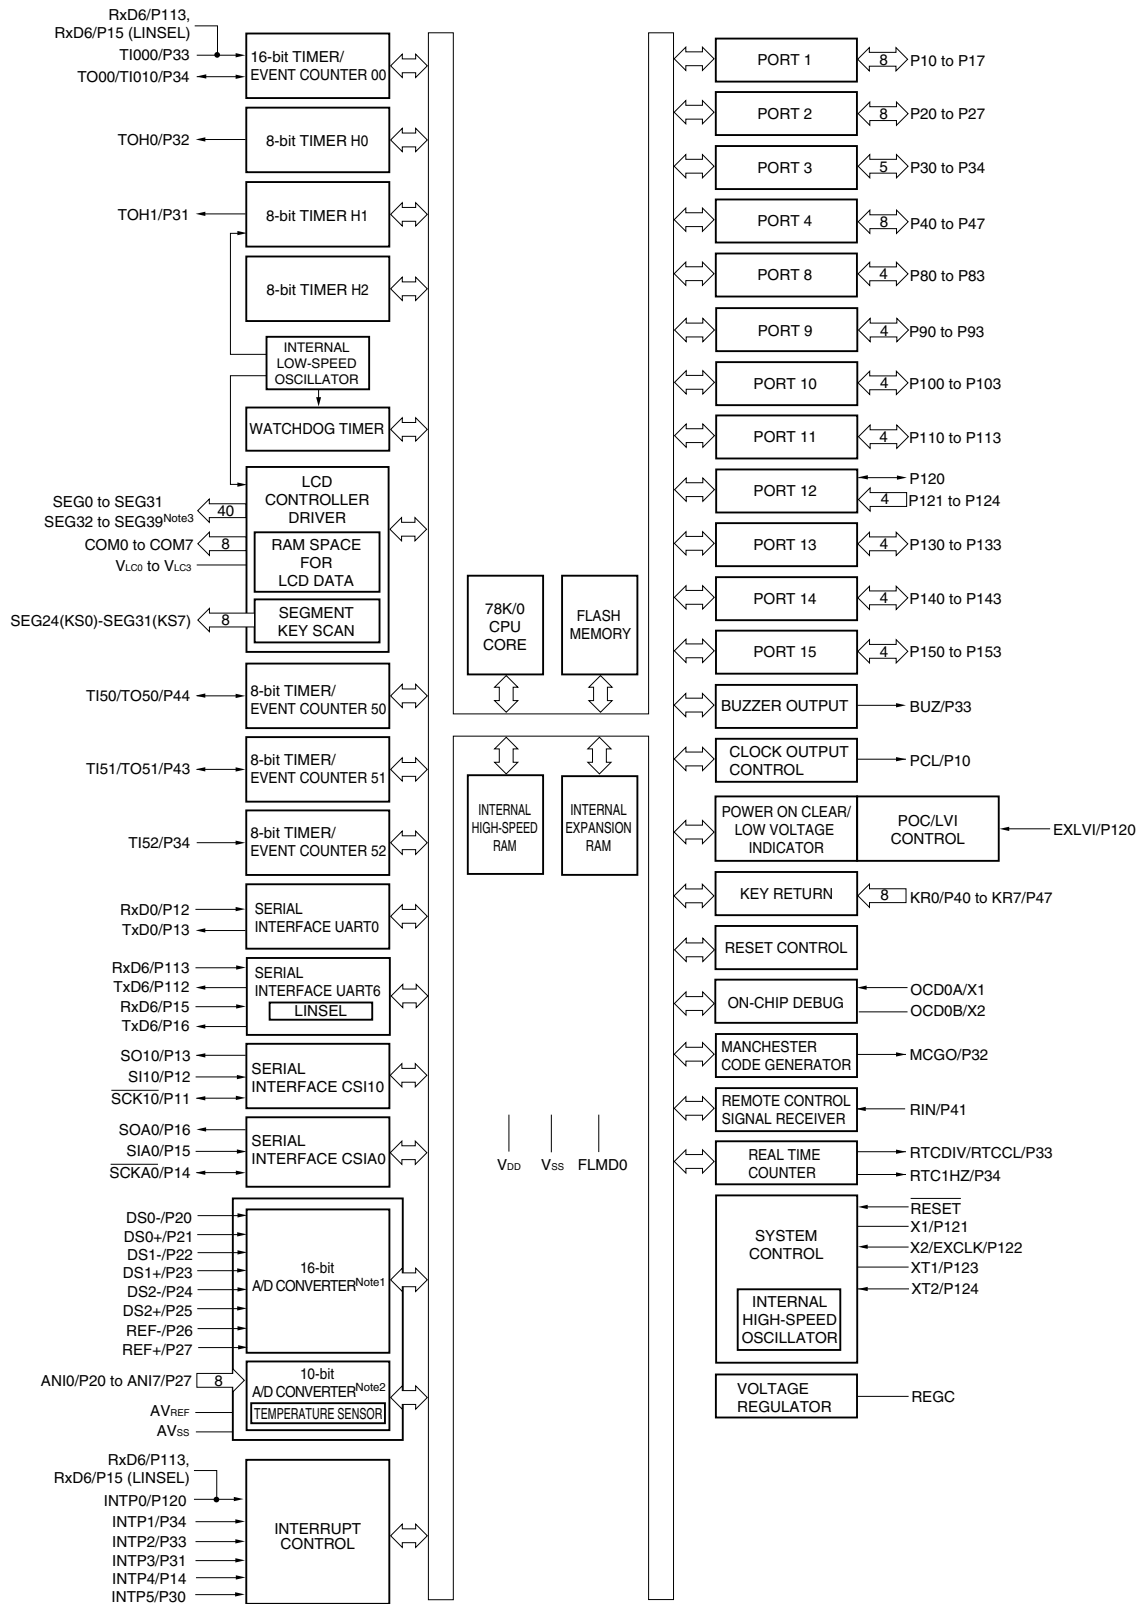 RxD6/P113,
RxD6/P15 (LINSEL)
TI000/P33
TO00/TI010/P34
16-bit TIMER/
EVENT COUNTER 00
TOH0/P32
8-bit TIMER H0
TOH1/P31
8-bit TIMER H1
8-bit TIMER H2
INTERNAL
LOW-SPEED
OSCILLATOR
WATCHDOG TIMER
SEG0 to SEG31
SEG32 to SEG39Note3
40
COM0 to COM7
8
VLC0 to VLC3
LCD
CONTROLLER
DRIVER
RAM SPACE
FOR
LCD DATA
SEG24(KS0)-SEG31(KS7)
8
SEGMENT
KEY SCAN
TI50/TO50/P44
8-bit TIMER/
EVENT COUNTER 50
TI51/TO51/P43
8-bit TIMER/
EVENT COUNTER 51
TI52/P34
8-bit TIMER/
EVENT COUNTER 52
RxD0/P12
TxD0/P13
SERIAL
INTERFACE UART0
RxD6/P113
TxD6/P112
RxD6/P15
TxD6/P16
SERIAL
INTERFACE UART6
LINSEL
SO10/P13
SI10/P12
SCK10/P11
SERIAL
INTERFACE CSI10
SOA0/P16
SIA0/P15
SCKA0/P14
SERIAL
INTERFACE CSIA0
DS0-/P20
DS0+/P21
DS1-/P22
DS1+/P23
DS2-/P24
DS2+/P25
REF-/P26
REF+/P27
16-bit
A/D CONVERTERNote1
ANI0/P20 to ANI7/P27
8
AVREF
AVSS
10-bit
A/D CONVERTERNote2
TEMPERATURE SENSOR
RxD6/P113,
RxD6/P15 (LINSEL)
INTP0/P120
INTP1/P34
INTP2/P33
INTP3/P31
INTP4/P14
INTP5/P30
INTERRUPT
CONTROL
78K/0
CPU
CORE
FLASH
MEMORY
INTERNAL
HIGH-SPEED
RAM
INTERNAL
EXPANSION
RAM
VDD
VSS
FLMD0
PORT 1
8
P10 to P17
PORT 2
8
P20 to P27
PORT 3
5
P30 to P34
PORT 4
8
P40 to P47
PORT 8
4
P80 to P83
PORT 9
4
P90 to P93
PORT 10
4
P100 to P103
PORT 11
4
P110 to P113
PORT 12
P120
4
P121 to P124
PORT 13
4
P130 to P133
PORT 14
4
P140 to P143
PORT 15
4
P150 to P153
BUZZER OUTPUT
BUZ/P33
CLOCK OUTPUT
CONTROL
PCL/P10
POWER ON CLEAR/
LOW VOLTAGE
INDICATOR
POC/LVI
CONTROL
EXLVI/P120
KEY RETURN
8
KR0/P40 to KR7/P47
RESET CONTROL
ON-CHIP DEBUG
OCD0A/X1
OCD0B/X2
MANCHESTER
CODE GENERATOR
MCGO/P32
REMOTE CONTROL
SIGNAL RECEIVER
RIN/P41
REAL TIME
COUNTER
RTCDIV/RTCCL/P33
RTC1HZ/P34
SYSTEM
CONTROL
INTERNAL
HIGH-SPEED
OSCILLATOR
RESET
X1/P121
X2/EXCLK/P122
XT1/P123
XT2/P124
VOLTAGE
REGULATOR
REGC